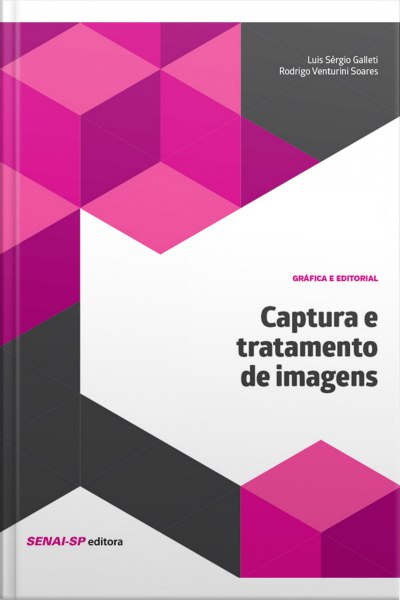 Luis Sérgio Galleti
Rodrigo Venturini Soares
GRÁFICA E EDITORIAL
Captura e
tratamento
de imagens
SENAI-SP editora